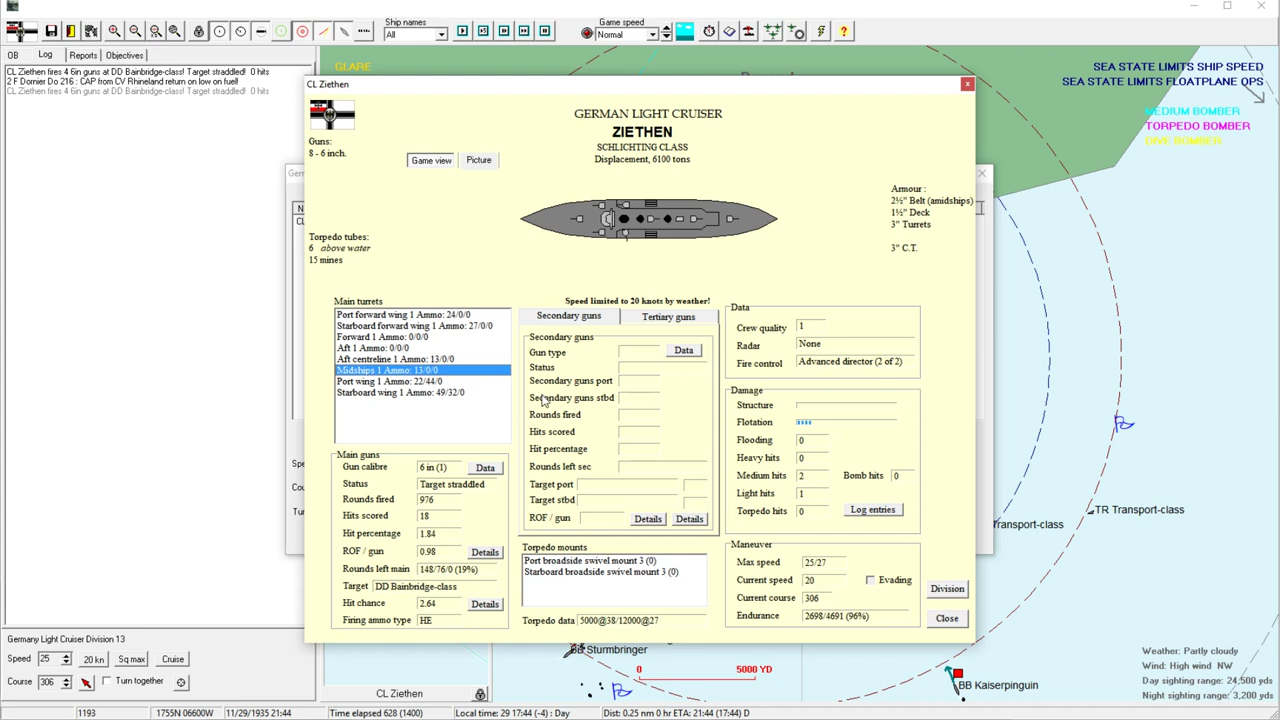 Ship names
All
Game speed
Normal
OB
Log
Reports
Objectives
CL Ziethen fires 4 6in guns at DD Bainbridge-class! Target straddled! 0 hits
2 F Dornier Do 216 : CAP from CV Rhineland return on low on fuel!
CL Ziethen fires 4 6in guns at DD Bainbridge-class! Target straddled! 0 hits
GLARE
SEA STATE LIMITS SHIP SPEED
SEA STATE LIMITS FLOATPLANE OPS
MEDIUM BOMBER
TORPEDO BOMBER
DIVE BOMBER
CL Ziethen
x
GERMAN LIGHT CRUISER
ZIETHEN
SCHLICHTING CLASS
Displacement, 6100 tons
Guns:
8 - 6 inch.
Game view
Picture
Armour :
2½" Belt (amidships)
1½" Deck
3" Turrets
3" C.T.
Torpedo tubes:
6 above water
15 mines
Speed limited to 20 knots by weather!
Main turrets
Port forward wing 1 Ammo: 24/0/0
Starboard forward wing 1 Ammo: 27/0/0
Forward 1 Ammo: 0/0/0
Aft 1 Ammo: 0/0/0
Aft centreline 1 Ammo: 13/0/0
Midships 1 Ammo: 13/0/0
Port wing 1 Ammo: 22/44/0
Starboard wing 1 Ammo: 49/32/0
Main guns
Gun calibre 6 in (1) Data
Status Target straddled
Rounds fired 976
Hits scored 18
Hit percentage 1.84
ROF / gun 0.98 Details
Rounds left main 148/76/0 (19%)
Target DD Bainbridge-class
Hit chance 2.64 Details
Firing ammo type HE
Secondary guns
Tertiary guns
Secondary guns
Gun type Data
Status
Secondary guns port
Secondary guns stbd
Rounds fired
Hits scored
Hit percentage
Rounds left sec
Target port
Target stbd
ROF / gun Details Details
Torpedo mounts
Port broadside swivel mount 3 (0)
Starboard broadside swivel mount 3 (0)
Torpedo data 5000@38/12000@27
Data
Crew quality 1
Radar None
Fire control Advanced director (2 of 2)
Damage
Structure
Flotation
Flooding 0
Heavy hits 0
Medium hits 2 Bomb hits 0
Light hits 1
Torpedo hits 0
Log entries
Maneuver
Max speed 25/27
Current speed 20 Evading
Current course 306
Endurance 2698/4691 (96%)
Division
Close
TR Transport-class
Transport-class
BB Kaiserpinguin
Sturmbringer
0 5000 YD
Weather: Partly cloudy
Wind: High wind NW
Day sighting range: 24,500 yds
Night sighting range: 3,200 yds
Germany Light Cruiser Division 13
Speed 25 20 kn Sq max Cruise
Course 306 Turn together
CL Ziethen
1193
1755N 06600W
11/29/1935 21:44
Time elapsed 628 (1400)
Local time: 29 17:44 (-4) : Day
Dist: 0.25 nm 0 hr ETA: 21:44 (17:44) D